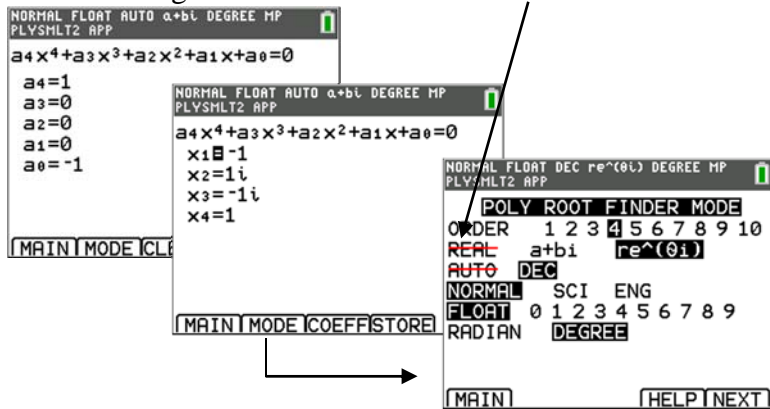 NORMAL FLOAT AUTO a+bi DEGREE MP
PLYSMLT2 APP
a4x⁴+a3x³+a2x²+a1x+a0=0
a4=1
a3=0
a2=0
a1=0
a0=-1
MAIN MODE
NORMAL FLOAT AUTO a+bi DEGREE MP
PLYSMLT2 APP
a4x⁴+a3x³+a2x²+a1x+a0=0
x1=-1
x2=1i
x3=-1i
x4=1
MAIN MODE COEFF STORE
NORMAL FLOAT DEC re^(θi) DEGREE MP
PLYSMLT2 APP
POLY ROOT FINDER MODE
ORDER 1 2 3 4 5 6 7 8 9 10
REAL a+bi re^(θi)
AUTO DEC
NORMAL SCI ENG
FLOAT 0 1 2 3 4 5 6 7 8 9
RADIAN DEGREE
MAIN HELP NEXT